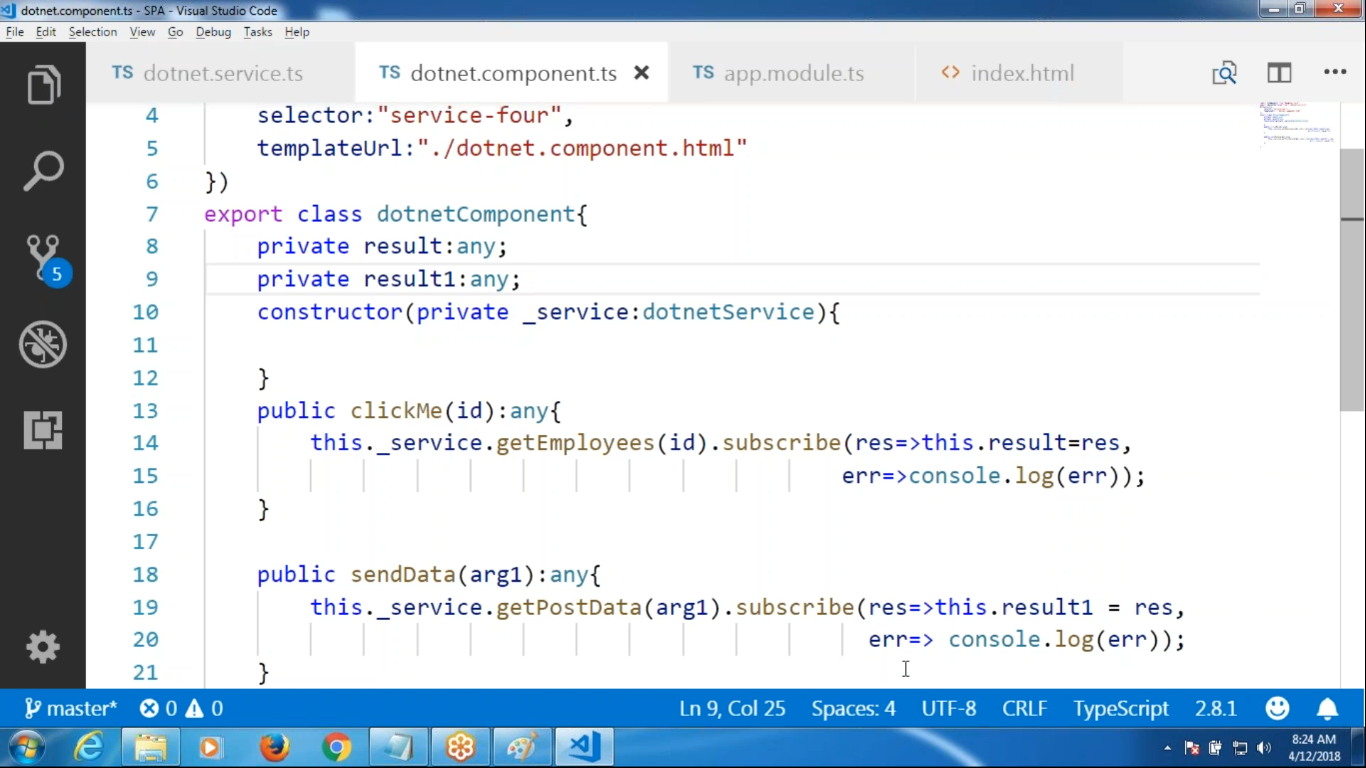 dotnet.component.ts - SPA - Visual Studio Code
File Edit Selection View Go Debug Tasks Help
TS dotnet.service.ts TS dotnet.component.ts TS app.module.ts <> index.html
4 selector:"service-four",
5 templateUrl:"./dotnet.component.html"
6 })
7 export class dotnetComponent{
8 private result:any;
9 private result1:any;
10 constructor(private _service:dotnetService){
11
12 }
13 public clickMe(id):any{
14 this._service.getEmployees(id).subscribe(res=>this.result=res,
15 err=>console.log(err));
16 }
17
18 public sendData(arg1):any{
19 this._service.getPostData(arg1).subscribe(res=>this.result1 = res,
20 err=> console.log(err));
21 }
5
master* 0 0 Ln 9, Col 25 Spaces: 4 UTF-8 CRLF TypeScript 2.8.1
8:24 AM
4/12/2018